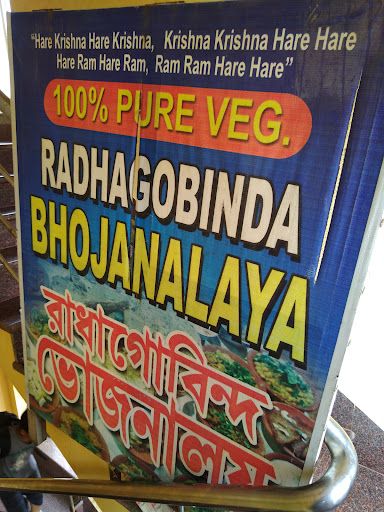 "Hare Krishna Hare Krishna, Krishna Krishna Hare Hare
Hare Ram Hare Ram, Ram Ram Hare Hare"
100% PURE VEG.
RADHAGOBINDA
BHOJANALAYA
রাধাগোবিন্দ
ভোজনালয়